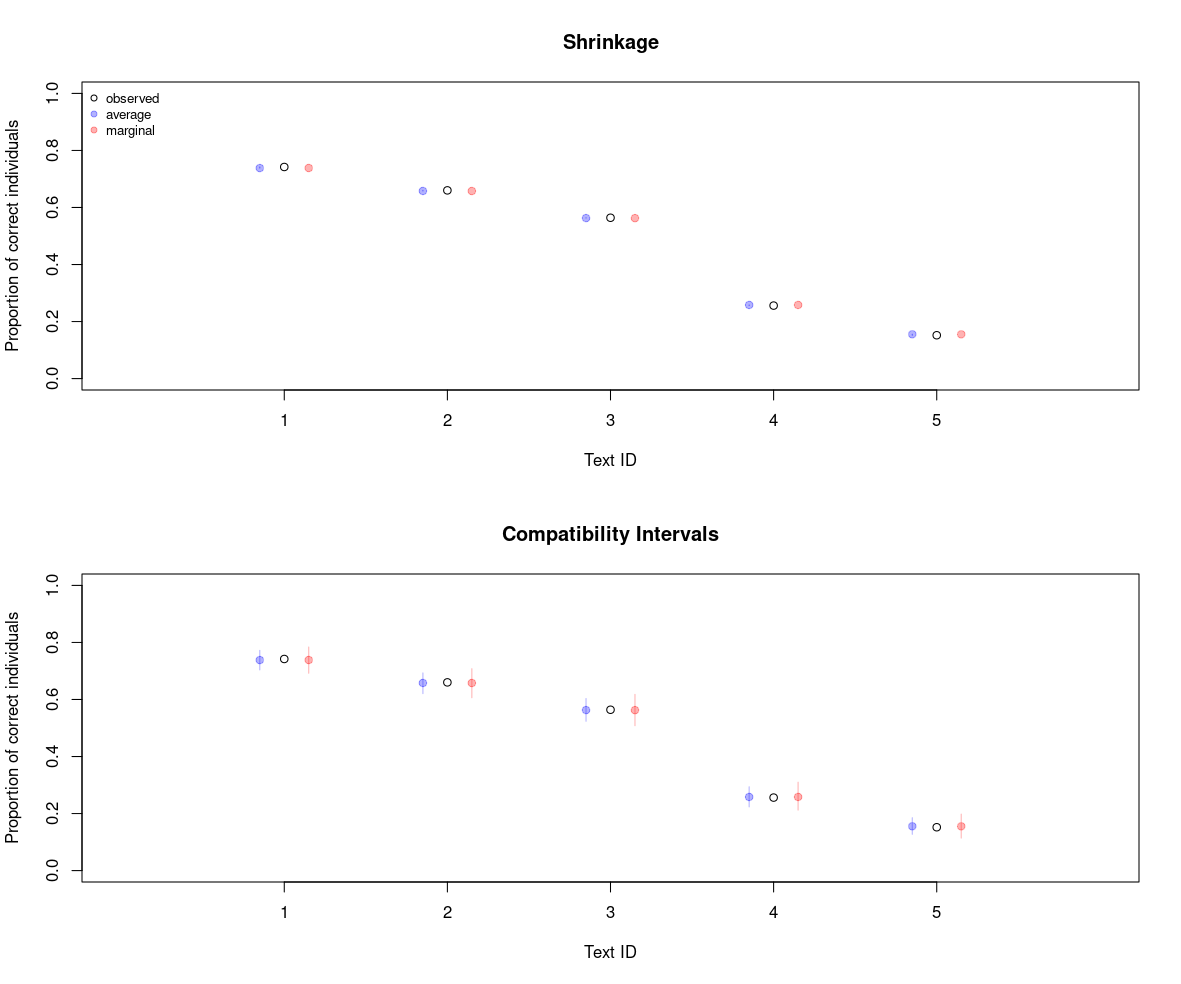 Shrinkage
Proportion of correct individuals
1.0
0.8
0.6
0.4
0.2
0.0
observed
average
marginal
1 2 3 4 5
Text ID
Compatibility Intervals
Proportion of correct individuals
1.0
0.8
0.6
0.4
0.2
0.0
1 2 3 4 5
Text ID